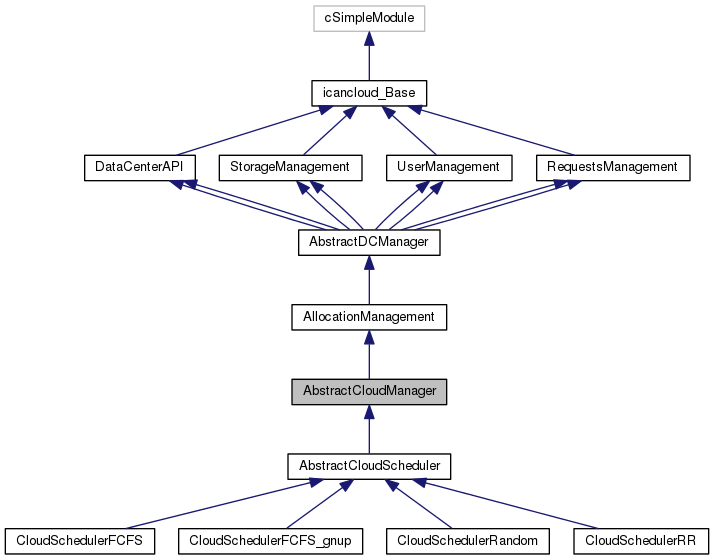 cSimpleModule
icancloud_Base
DataCenterAPI
StorageManagement
UserManagement
RequestsManagement
AbstractDCManager
AllocationManagement
AbstractCloudManager
AbstractCloudScheduler
CloudSchedulerFCFS
CloudSchedulerFCFS_gnup
CloudSchedulerRandom
CloudSchedulerRR